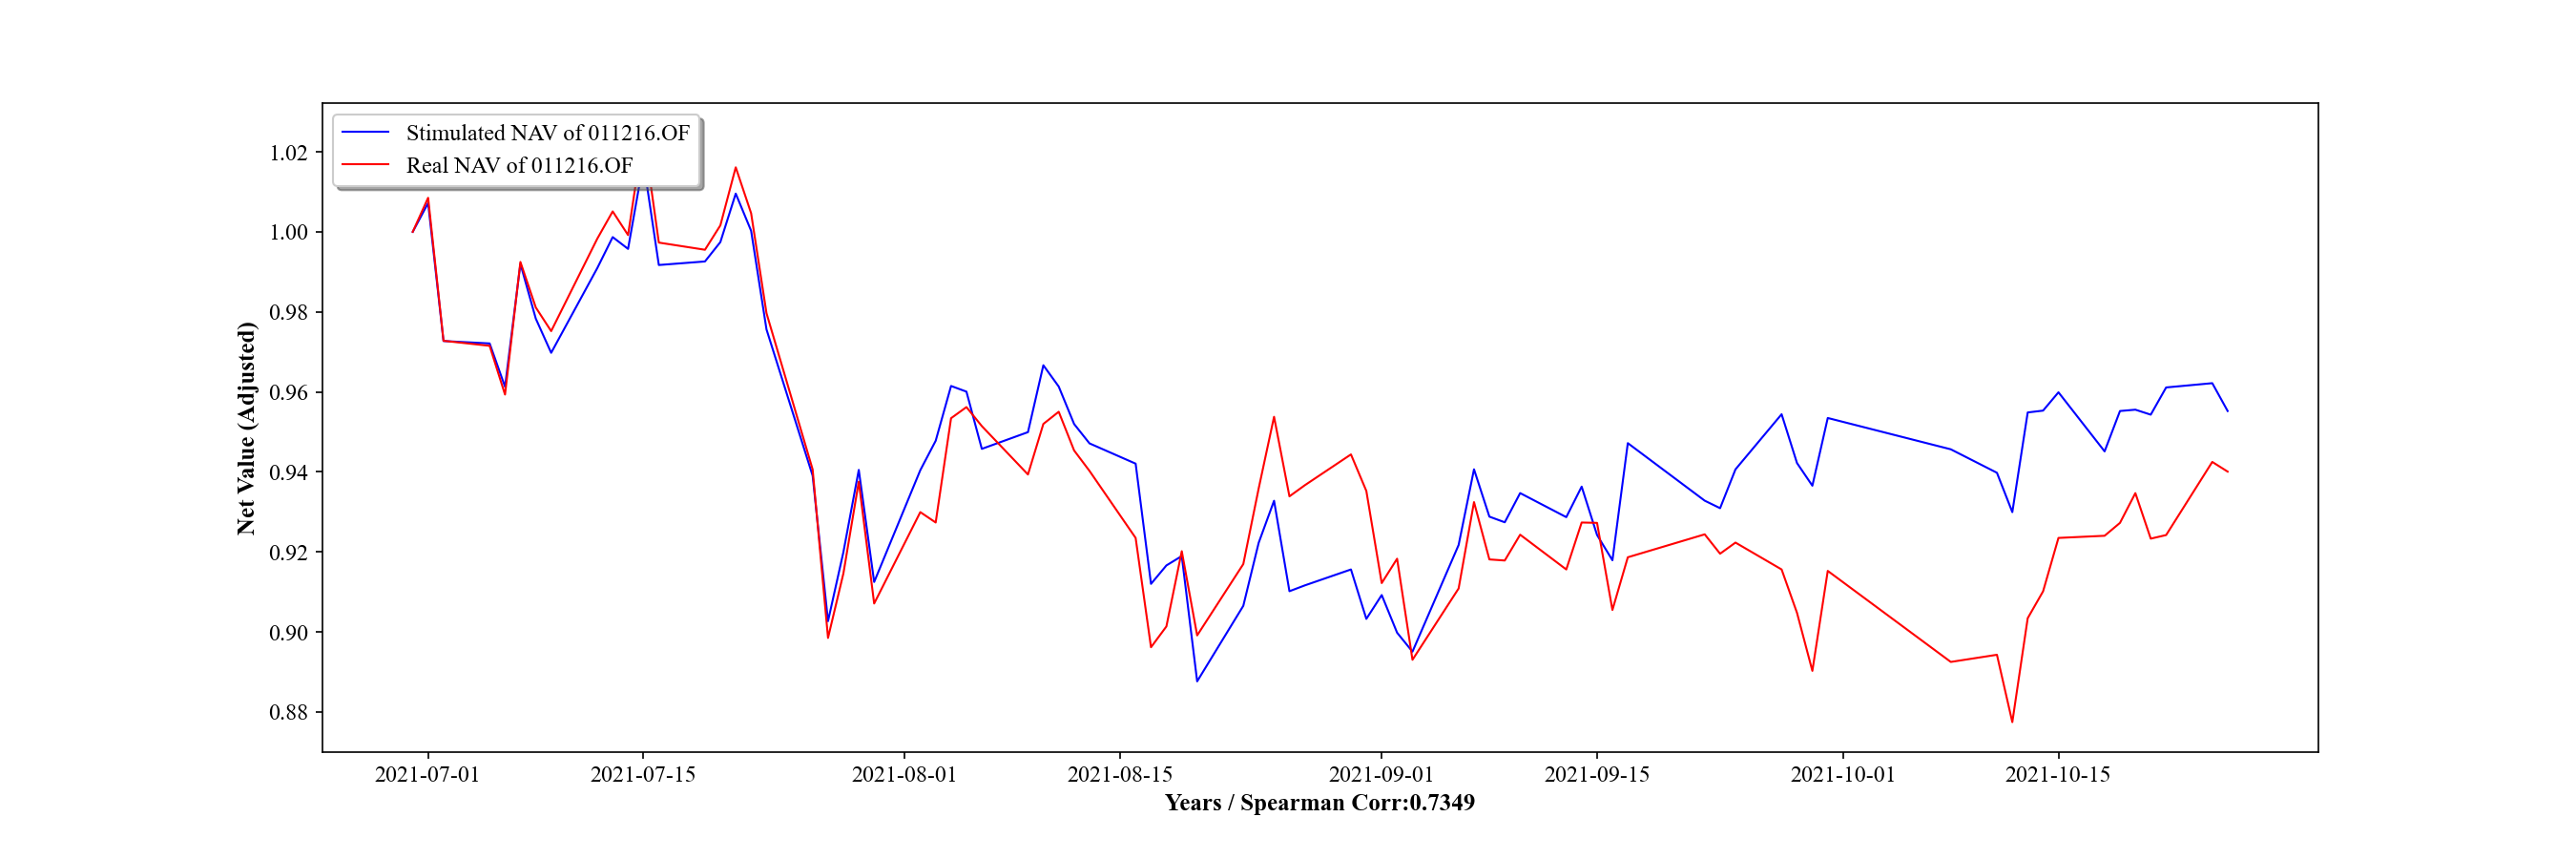 Stimulated NAV of 011216.OF
Real NAV of 011216.OF
1.02
1.00
0.98
0.96
0.94
0.92
0.90
0.88
Net Value (Adjusted)
2021-07-01 2021-07-15 2021-08-01 2021-08-15 2021-09-01 2021-09-15 2021-10-01 2021-10-15
Years / Spearman Corr:0.7349